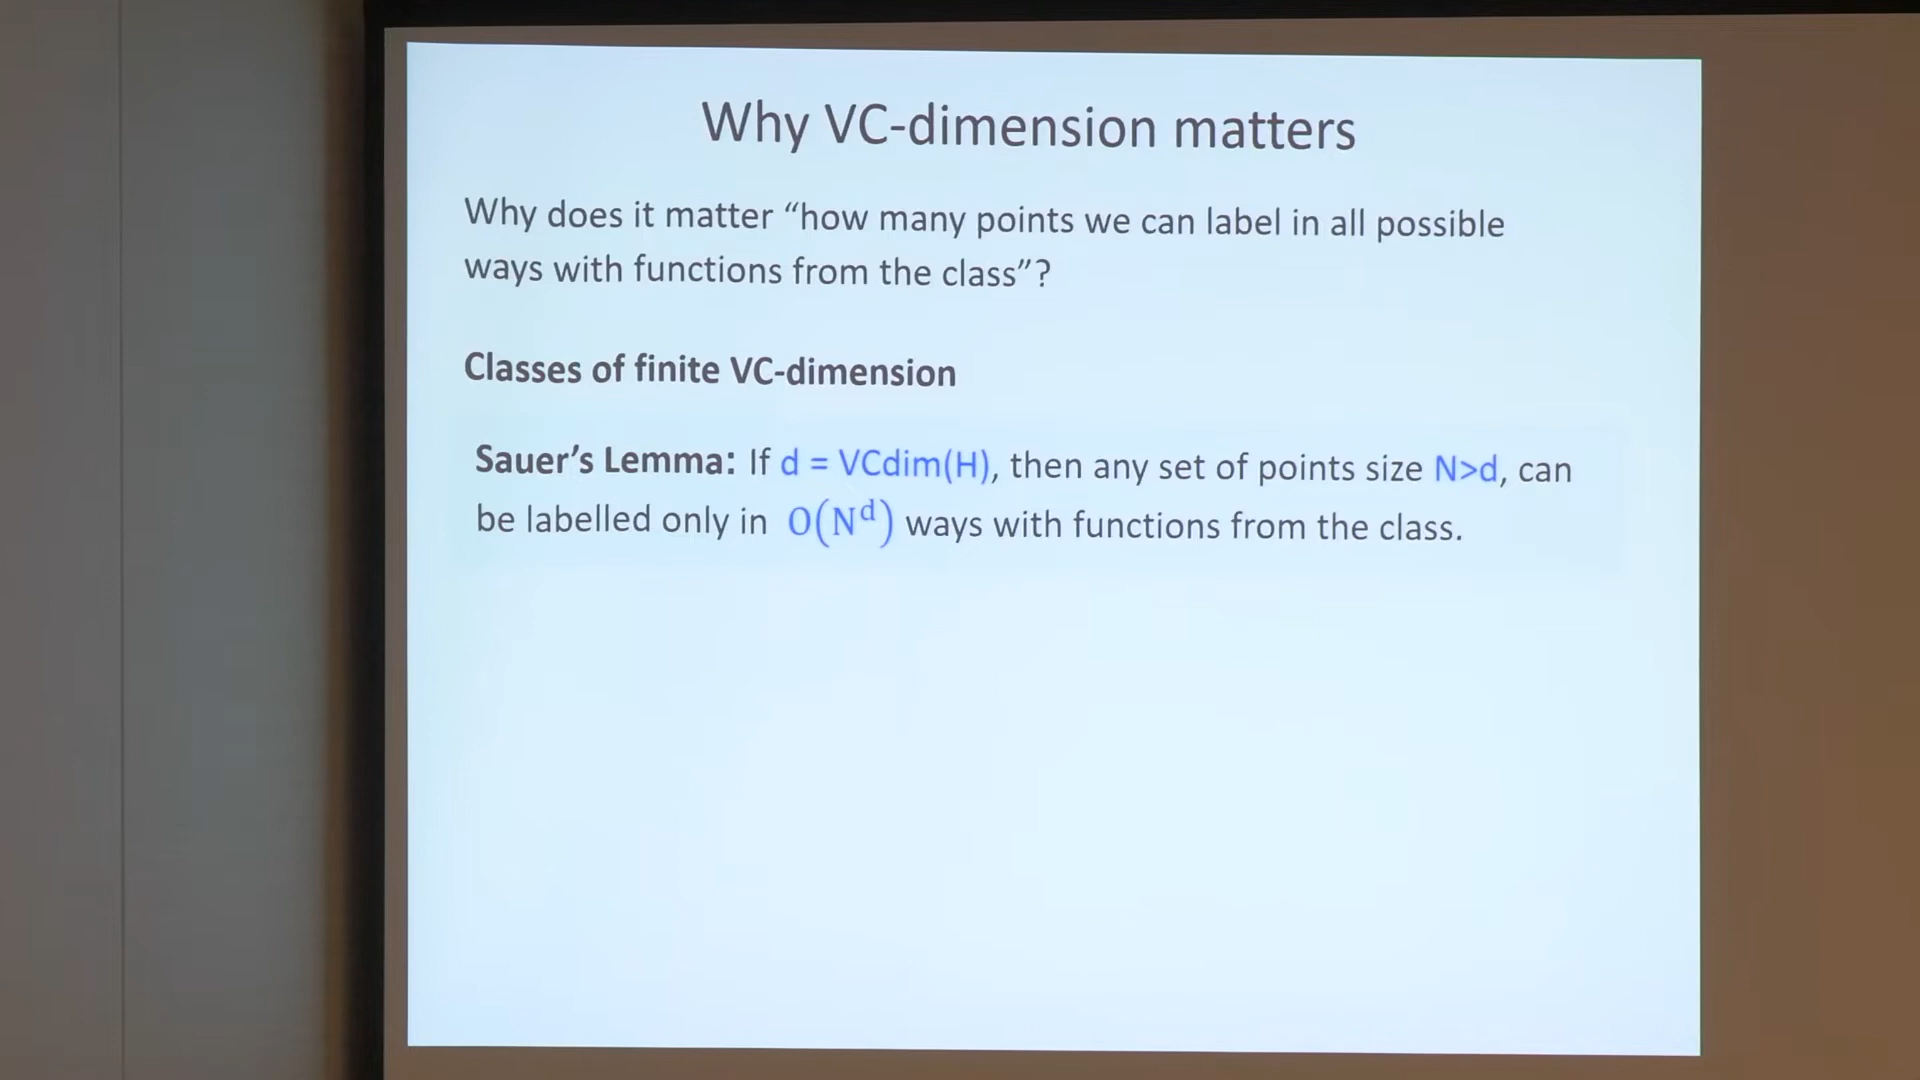 Why VC-dimension matters
Why does it matter “how many points we can label in all possible
ways with functions from the class”?
Classes of finite VC-dimension
Sauer’s Lemma: If d = VCdim(H), then any set of points size N>d, can
be labelled only in O(N^d) ways with functions from the class.